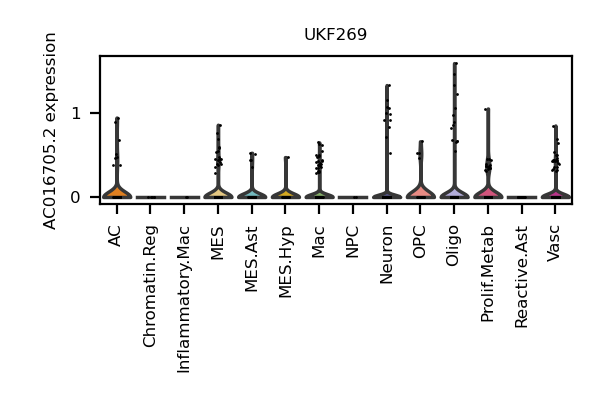 UKF269
AC016705.2 expression
1
0
AC
Chromatin.Reg
Inflammatory.Mac
MES
MES.Ast
MES.Hyp
Mac
NPC
Neuron
OPC
Oligo
Prolif.Metab
Reactive.Ast
Vasc